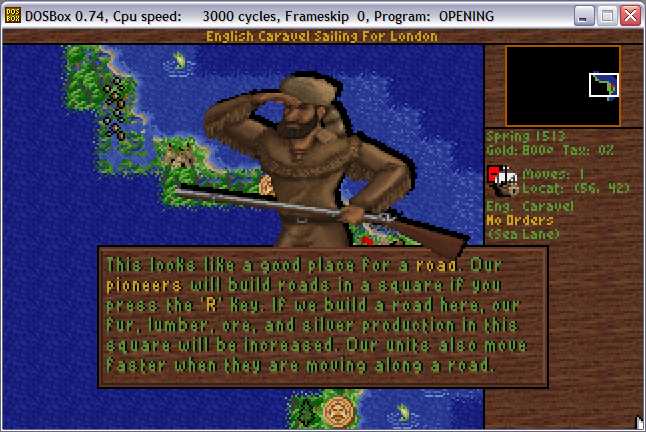 DOSBox 0.74, Cpu speed: 3000 cycles, Frameskip 0, Program: OPENING
English Caravel Sailing For London
Spring 1513
Gold: 800° Tax: 0%
Moves: 1
Locat: (56, 42)
Eng. Caravel
No Orders
(Sea Lane)
This looks like a good place for a road. Our
pioneers will build roads in a square if you
press the 'R' key. If we build a road here, our
fur, lumber, ore, and silver production in this
square will be increased. Our units also move
faster when they are moving along a road.